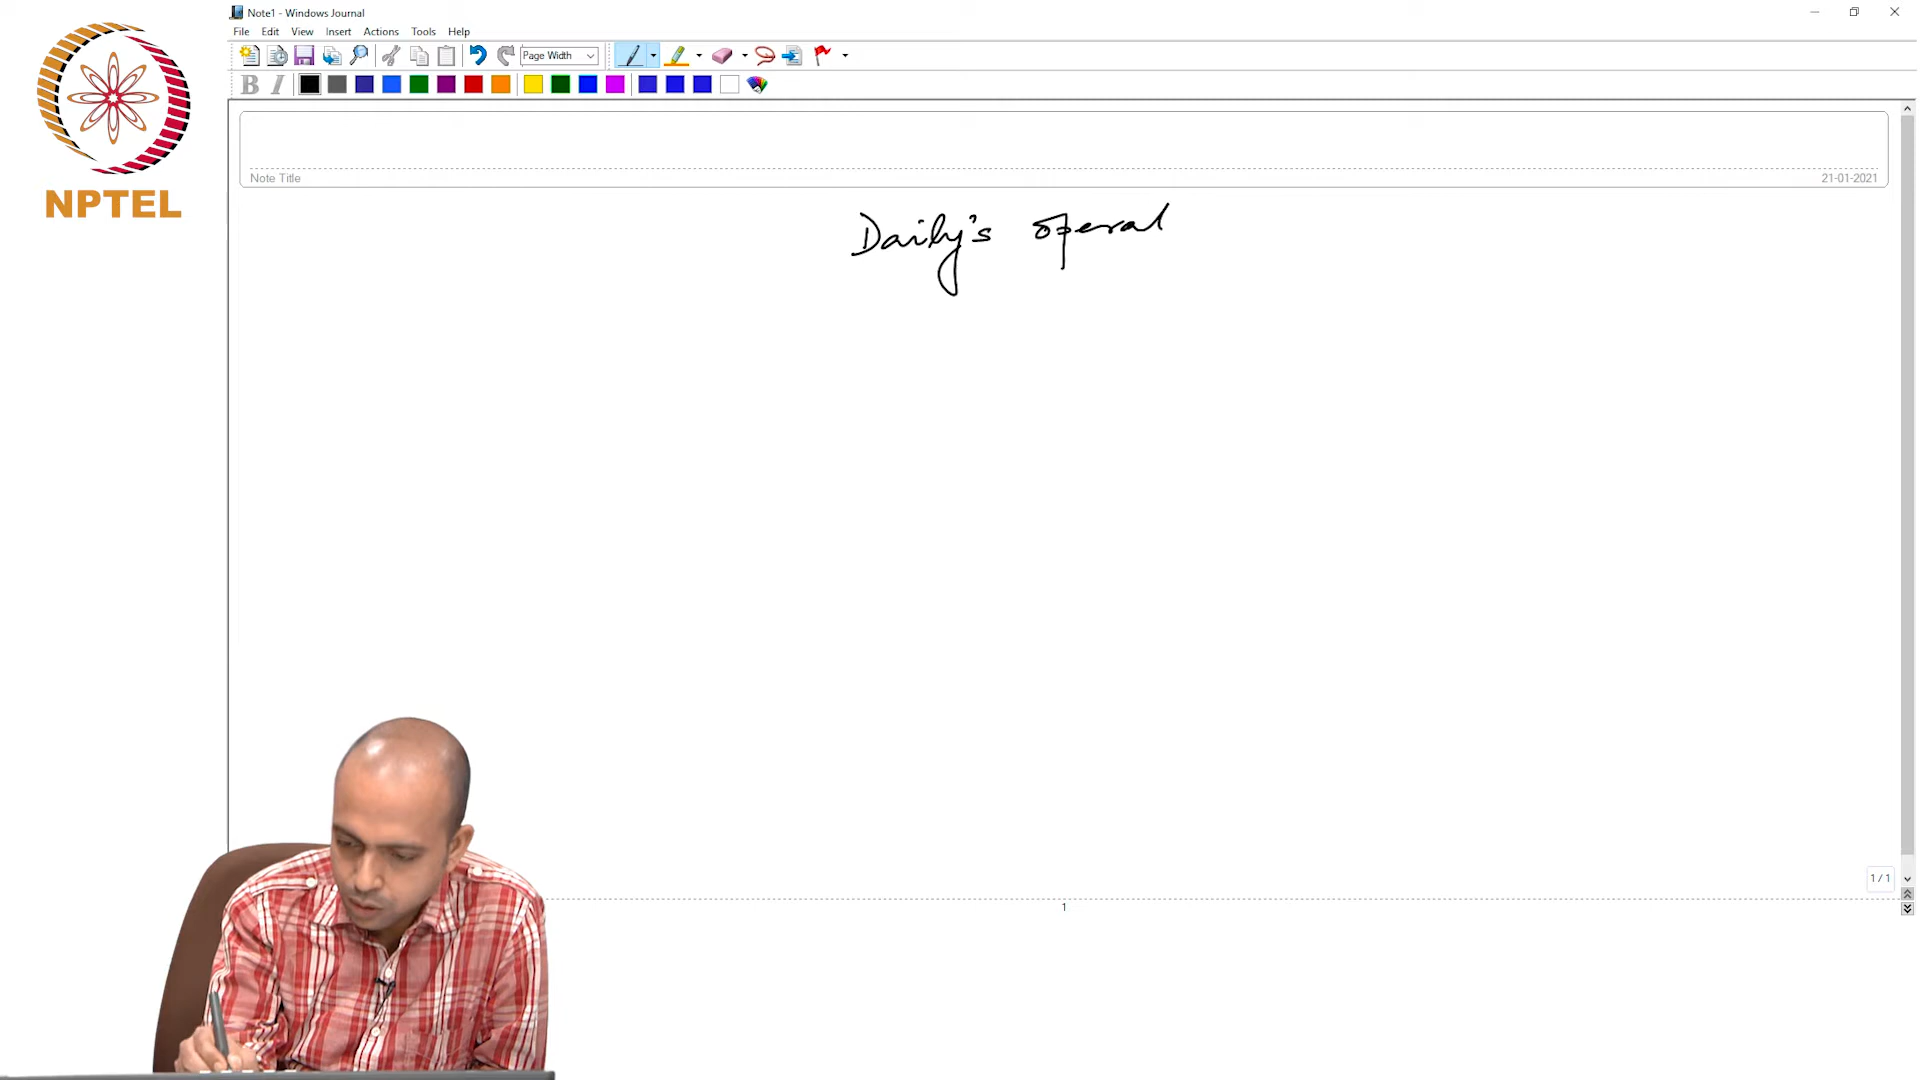 Note1 - Windows Journal
File Edit View Insert Actions Tools Help
Page Width
B I
NPTEL
Note Title
21-01-2021
Daily's operal
1 / 1
1